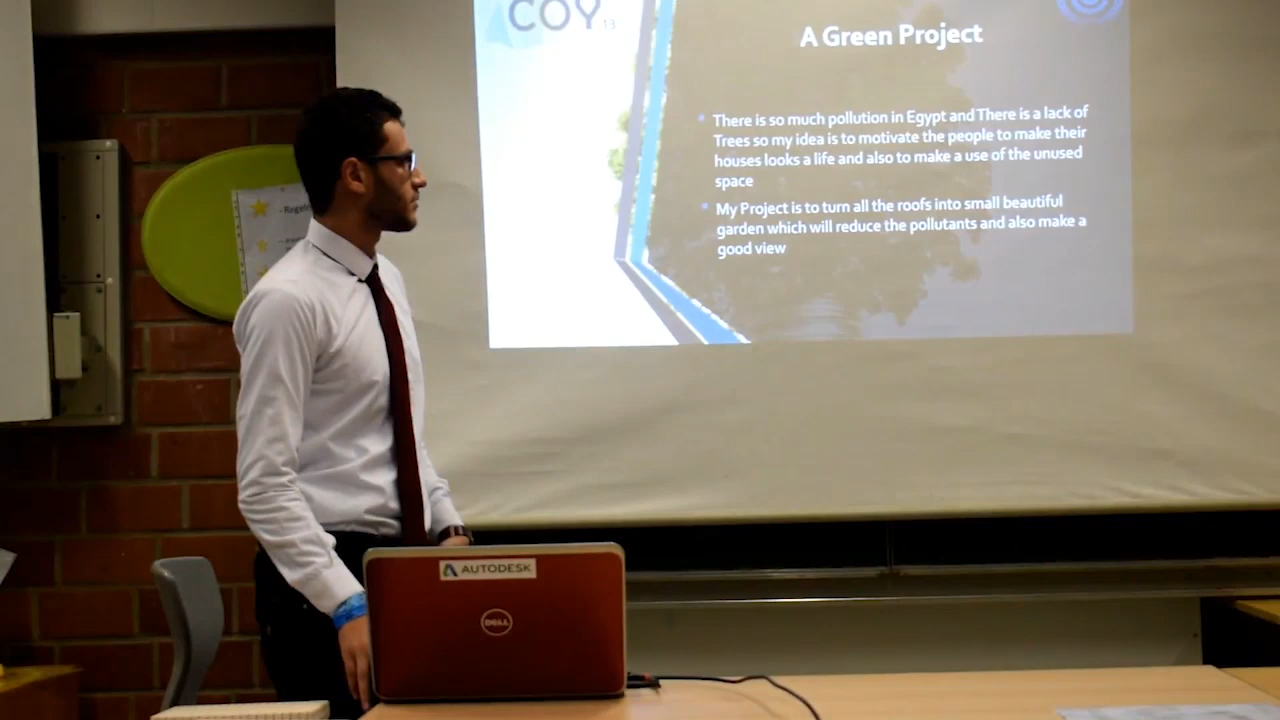 COY 13
A Green Project
There is so much pollution in Egypt and There is a lack of
Trees so my idea is to motivate the people to make their
houses looks a life and also to make a use of the unused
space
My Project is to turn all the roofs into small beautiful
garden which will reduce the pollutants and also make a
good view
- Regeln
AUTODESK
DELL